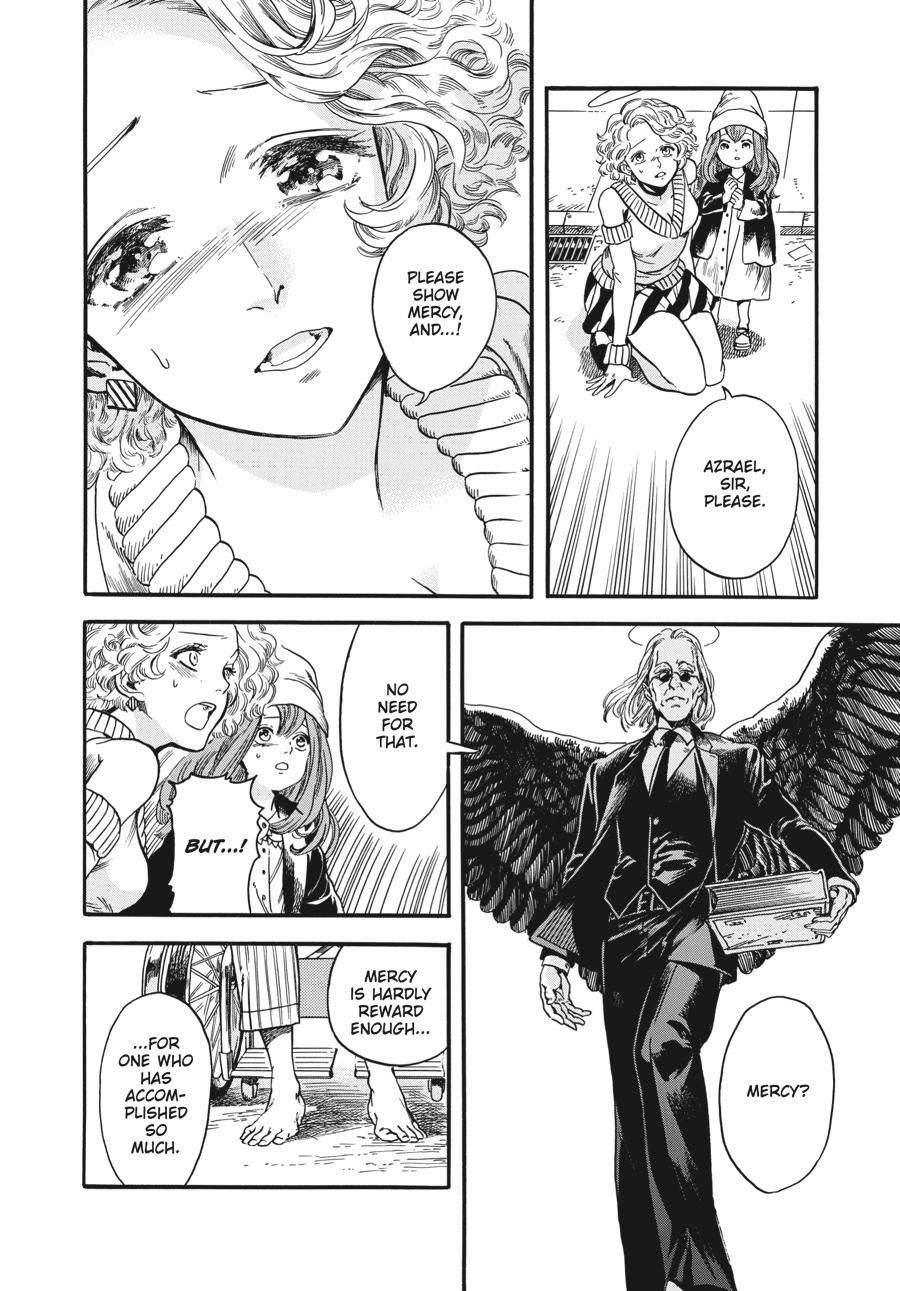 AZRAEL,
SIR,
PLEASE.
PLEASE
SHOW
MERCY,
AND...!
MERCY?
NO
NEED
FOR
THAT.
BUT...!
MERCY
IS HARDLY
REWARD
ENOUGH...
...FOR
ONE WHO
HAS
ACCOM-
PLISHED
SO
MUCH.